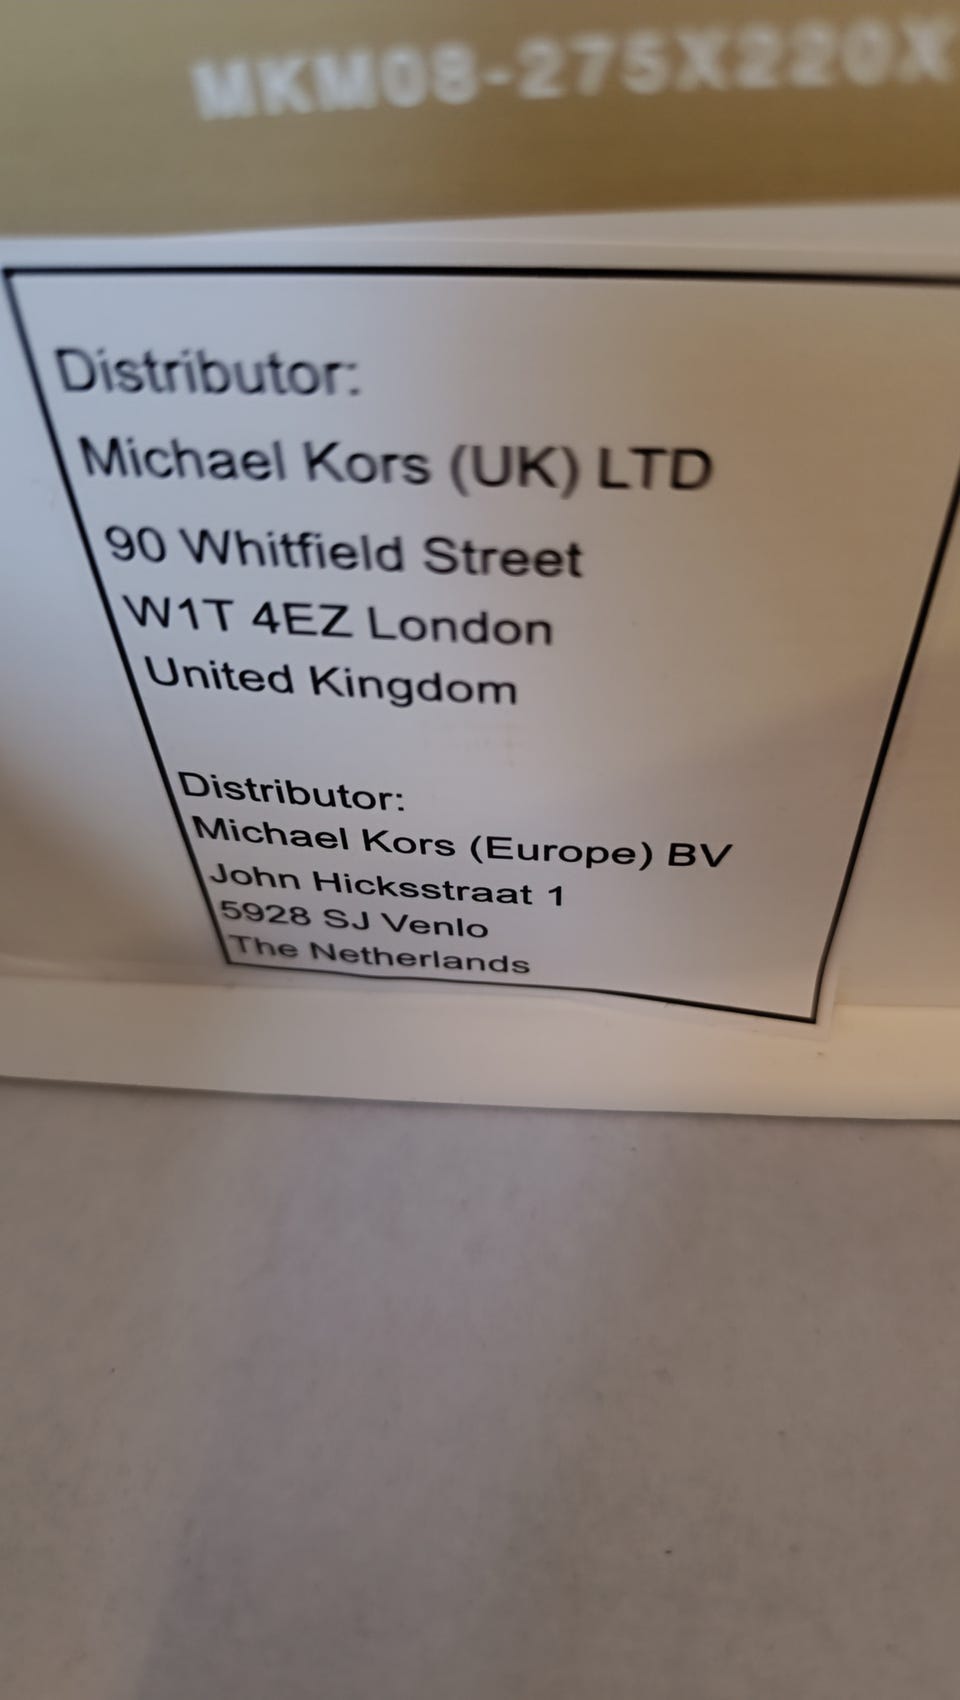 MKM08-275X220X
Distributor:
Michael Kors (UK) LTD
90 Whitfield Street
W1T 4EZ London
United Kingdom
Distributor:
Michael Kors (Europe) BV
John Hicksstraat 1
5928 SJ Venlo
The Netherlands